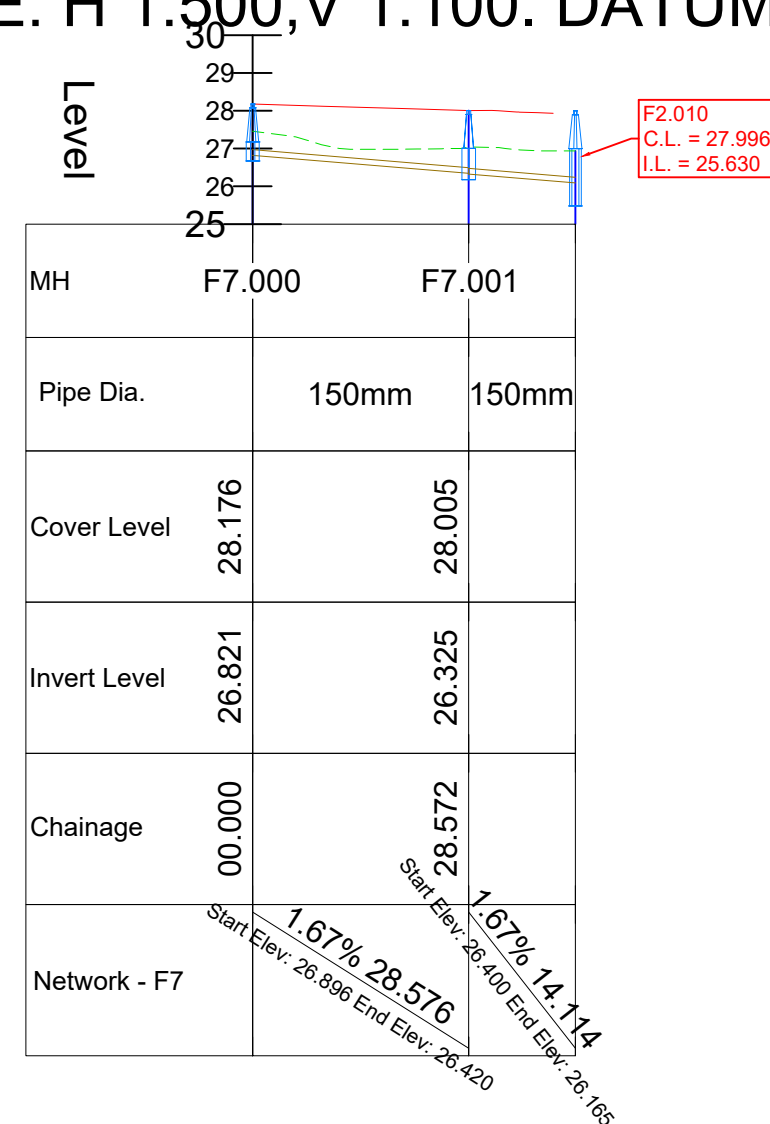 E: H 1:500,V 1:100. DATUM
30
29
28
27
26
25
Level
F2.010
C.L. = 27.996
I.L. = 25.630
MH F7.000 F7.001
Pipe Dia. 150mm 150mm
Cover Level 28.176 28.005
Invert Level 26.821 26.325
Chainage 00.000 28.572
Network - F7
1.67% 28.576
Start Elev: 26.896 End Elev: 26.420
1.67% 14.114
Start Elev: 26.400 End Elev: 26.165